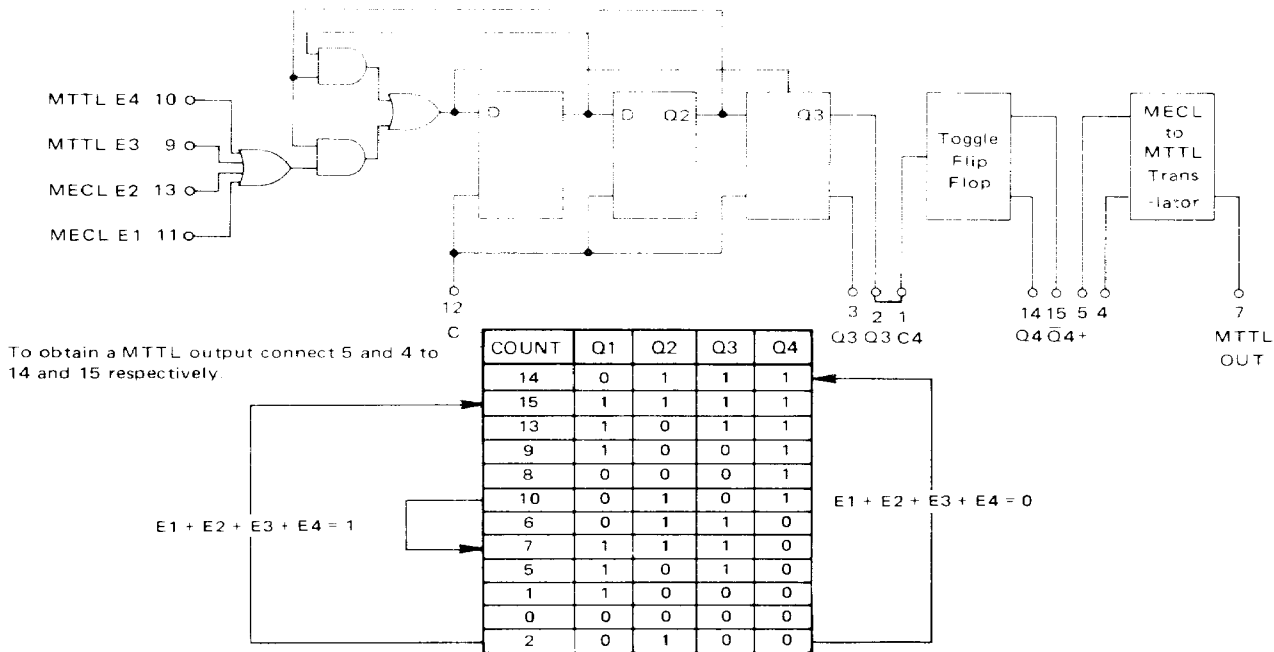 MTTL E4 10
MTTL E3 9
MECL E2 13
MECL E1 11
D
D Q2
Q3
Toggle
Flip
Flop
MECL
to
MTTL
Trans
-lator
12
C
3
Q3
2
Q3
1
C4
14
Q4
15
Q̅4
+
5
4
7
MTTL
OUT
To obtain a MTTL output connect 5 and 4 to
14 and 15 respectively.
COUNT Q1 Q2 Q3 Q4
14 0 1 1 1
15 1 1 1 1
13 1 0 1 1
9 1 0 0 1
8 0 0 0 1
10 0 1 0 1
6 0 1 1 0
7 1 1 1 0
5 1 0 1 0
1 1 0 0 0
0 0 0 0 0
2 0 1 0 0
E1 + E2 + E3 + E4 = 1
E1 + E2 + E3 + E4 = 0